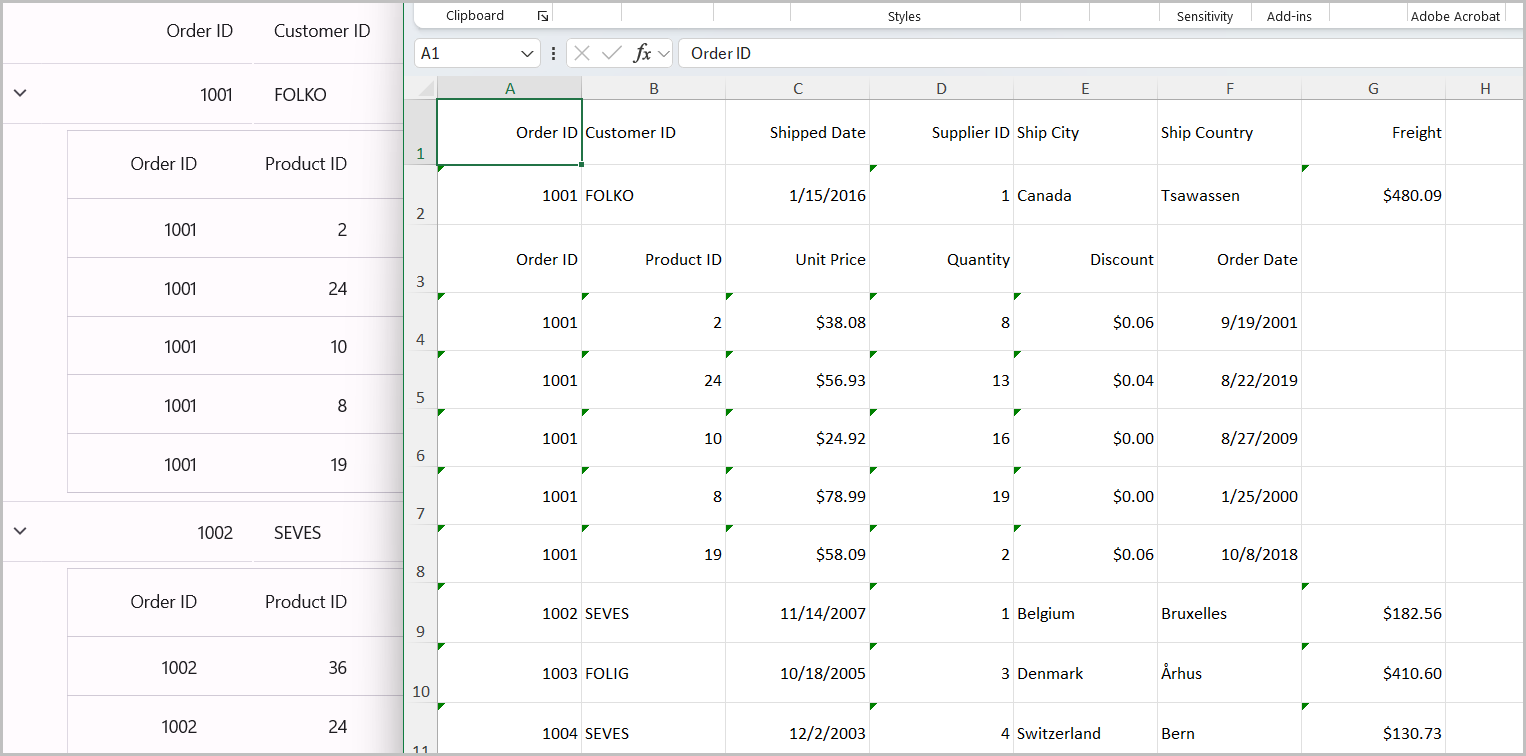 Order ID Customer ID
1001 FOLKO
Order ID Product ID
1001 2
1001 24
1001 10
1001 8
1001 19
1002 SEVES
Order ID Product ID
1002 36
1002 24
Clipboard Styles Sensitivity Add-ins Adobe Acrobat
A1 fx Order ID
A B C D E F G H
1 Order ID Customer ID Shipped Date Supplier ID Ship City Ship Country Freight
2 1001 FOLKO 1/15/2016 1 Canada Tsawassen $480.09
3 Order ID Product ID Unit Price Quantity Discount Order Date
4 1001 2 $38.08 8 $0.06 9/19/2001
5 1001 24 $56.93 13 $0.04 8/22/2019
6 1001 10 $24.92 16 $0.00 8/27/2009
7 1001 8 $78.99 19 $0.00 1/25/2000
8 1001 19 $58.09 2 $0.06 10/8/2018
9 1002 SEVES 11/14/2007 1 Belgium Bruxelles $182.56
10 1003 FOLIG 10/18/2005 3 Denmark Århus $410.60
11 1004 SEVES 12/2/2003 4 Switzerland Bern $130.73